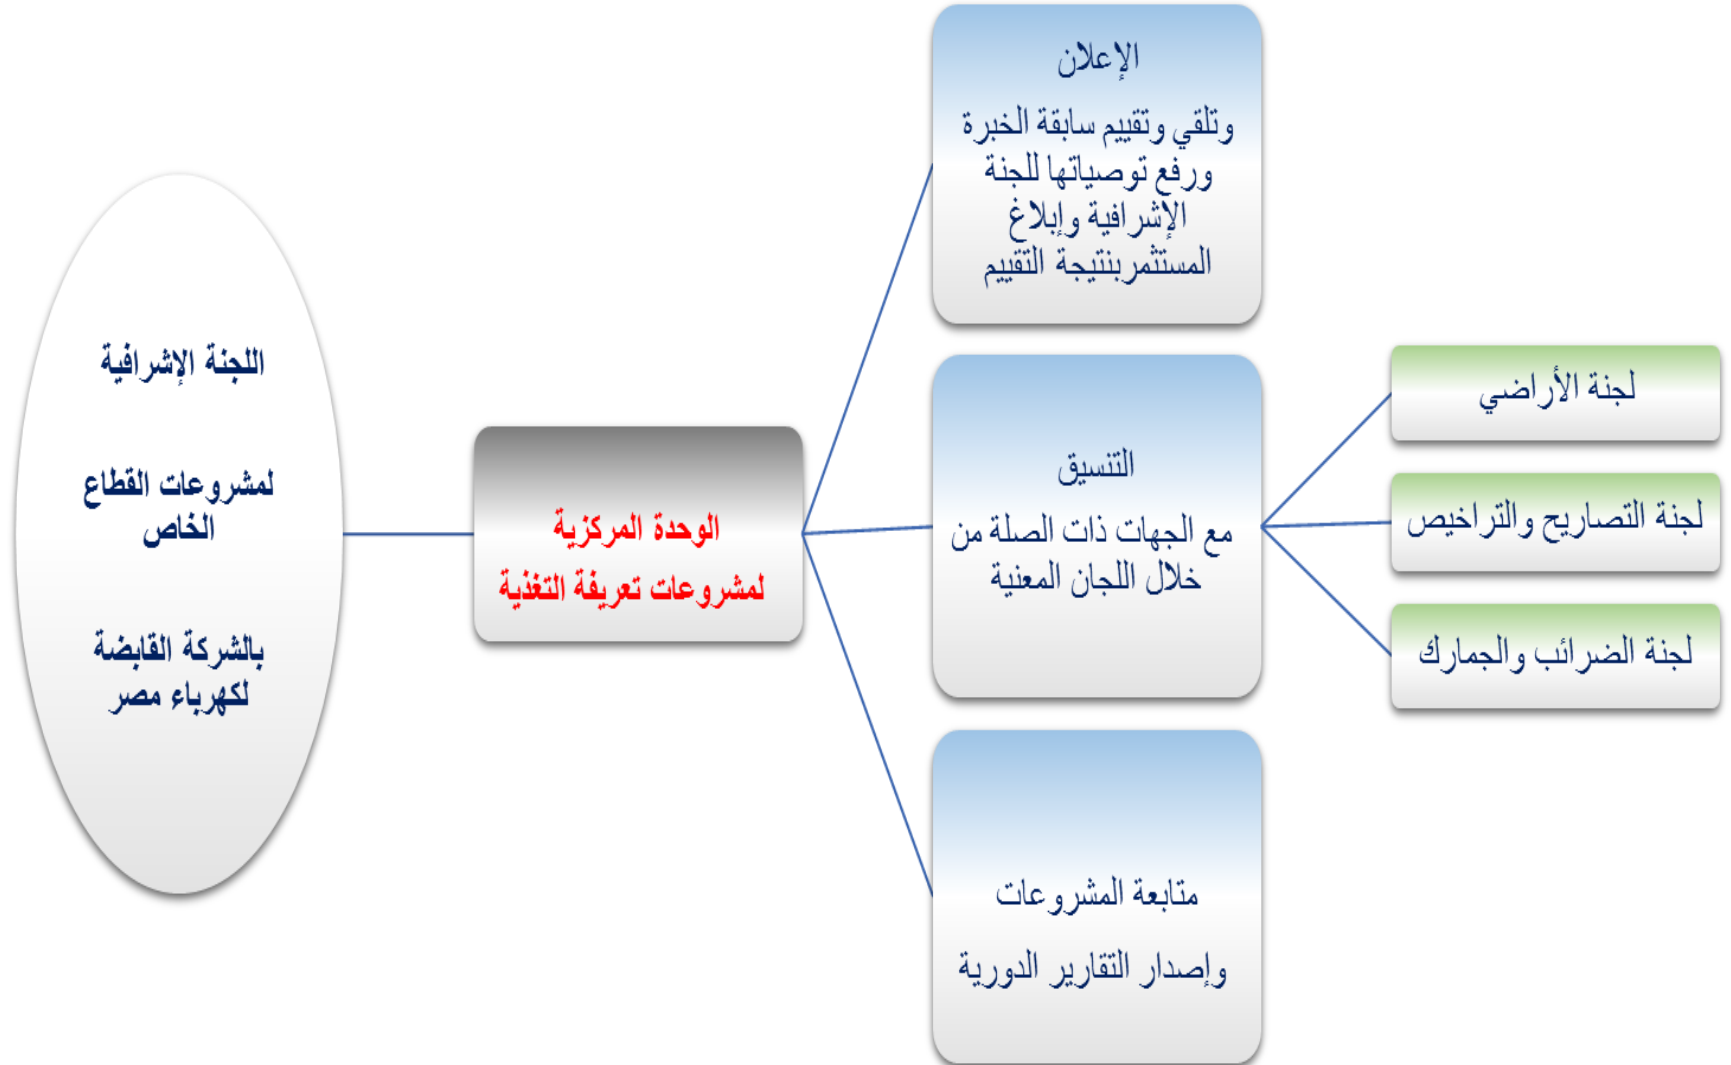 اللجنة الإشرافية
لمشروعات القطاع
الخاص
بالشركة القابضة
لكهرباء مصر
الوحدة المركزية
لمشروعات تعريفة التغذية
الإعلان
وتلقي وتقييم سابقة الخبرة
ورفع توصياتها للجنة
الإشرافية وإبلاغ
المستثمربنتيجة التقييم
التنسيق
مع الجهات ذات الصلة من
خلال اللجان المعنية
متابعة المشروعات
وإصدار التقارير الدورية
لجنة الأراضي
لجنة التصاريح والتراخيص
لجنة الضرائب والجمارك